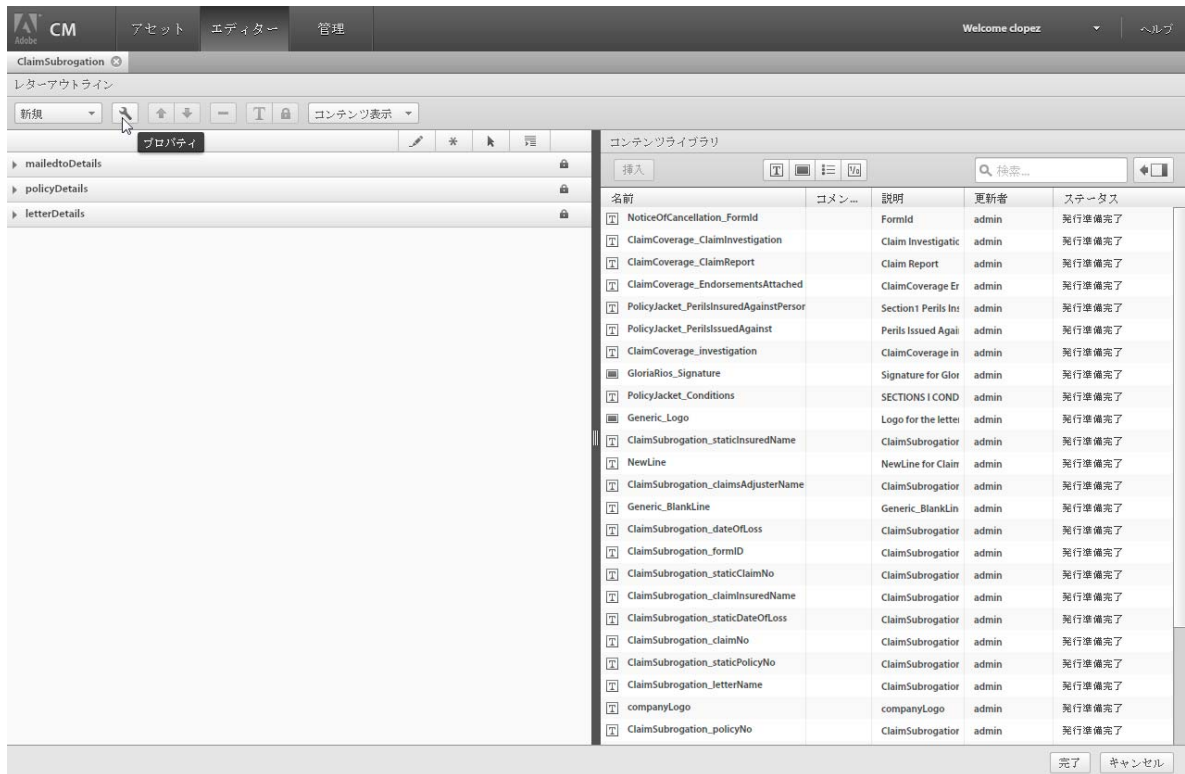 Adobe CM アセット エディター 管理 Welcome clopez ヘルプ
ClaimSubrogation
レターアウトライン
新規 コンテンツ表示
プロパティ
mailedtoDetails
policyDetails
letterDetails
コンテンツライブラリ
挿入 検索...
名前 コメン... 説明 更新者 ステータス
NoticeOfCancellation_FormId FormId admin 発行準備完了
ClaimCoverage_ClaimInvestigation Claim Investigatic admin 発行準備完了
ClaimCoverage_ClaimReport Claim Report admin 発行準備完了
ClaimCoverage_EndorsementsAttached ClaimCoverage Er admin 発行準備完了
PolicyJacket_PerilsInsuredAgainstPerson Section1 Perils Ins admin 発行準備完了
PolicyJacket_PerilsIssuedAgainst Perils Issued Agai admin 発行準備完了
ClaimCoverage_investigation ClaimCoverage in admin 発行準備完了
GloriaRios_Signature Signature for Glor admin 発行準備完了
PolicyJacket_Conditions SECTIONS I COND admin 発行準備完了
Generic_Logo Logo for the letter admin 発行準備完了
ClaimSubrogation_staticInsuredName ClaimSubrogation admin 発行準備完了
NewLine NewLine for Claim admin 発行準備完了
ClaimSubrogation_claimsAdjusterName ClaimSubrogation admin 発行準備完了
Generic_BlankLine Generic_BlankLin admin 発行準備完了
ClaimSubrogation_dateOfLoss ClaimSubrogation admin 発行準備完了
ClaimSubrogation_formID ClaimSubrogation admin 発行準備完了
ClaimSubrogation_staticClaimNo ClaimSubrogation admin 発行準備完了
ClaimSubrogation_claimInsuredName ClaimSubrogation admin 発行準備完了
ClaimSubrogation_staticDateOfLoss ClaimSubrogation admin 発行準備完了
ClaimSubrogation_claimNo ClaimSubrogation admin 発行準備完了
ClaimSubrogation_staticPolicyNo ClaimSubrogation admin 発行準備完了
ClaimSubrogation_letterName ClaimSubrogation admin 発行準備完了
companyLogo companyLogo admin 発行準備完了
ClaimSubrogation_policyNo ClaimSubrogation admin 発行準備完了
完了 キャンセル